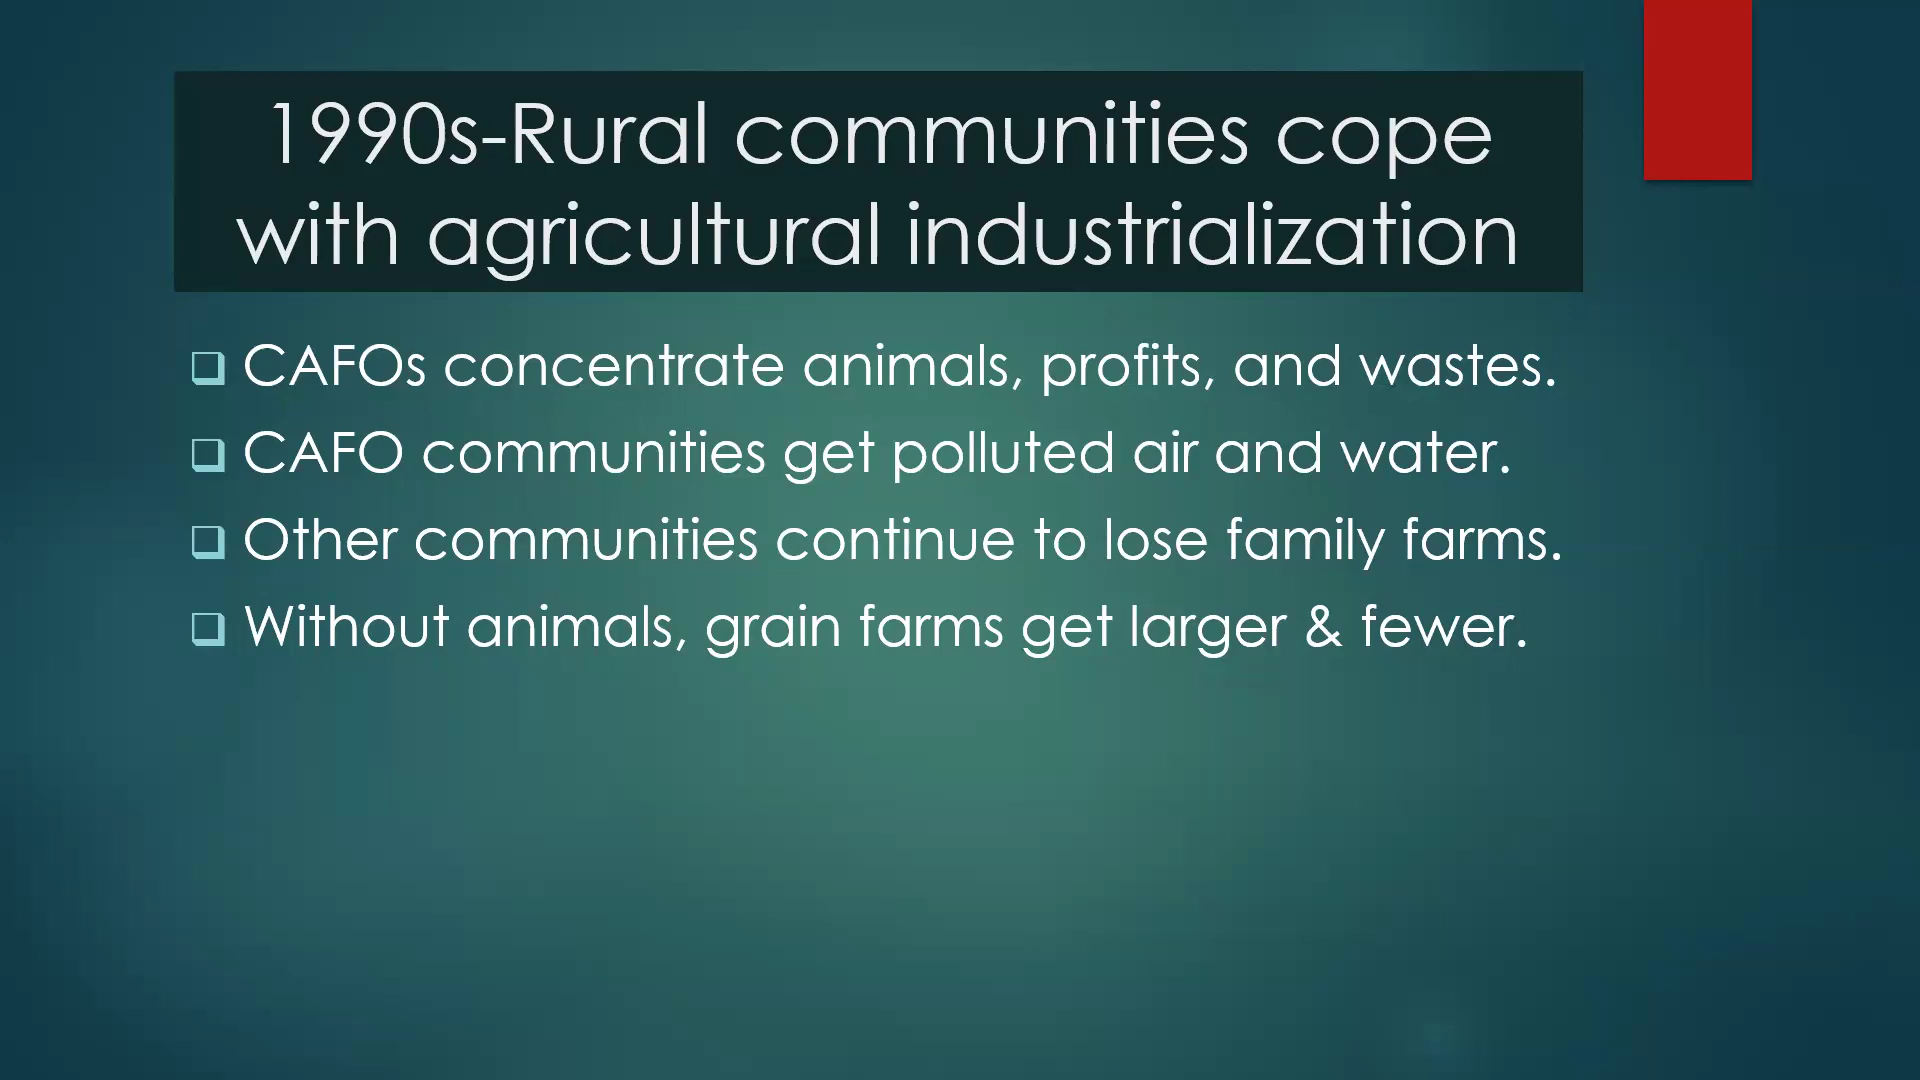 1990s-Rural communities cope
with agricultural industrialization
CAFOs concentrate animals, profits, and wastes.
CAFO communities get polluted air and water.
Other communities continue to lose family farms.
Without animals, grain farms get larger & fewer.